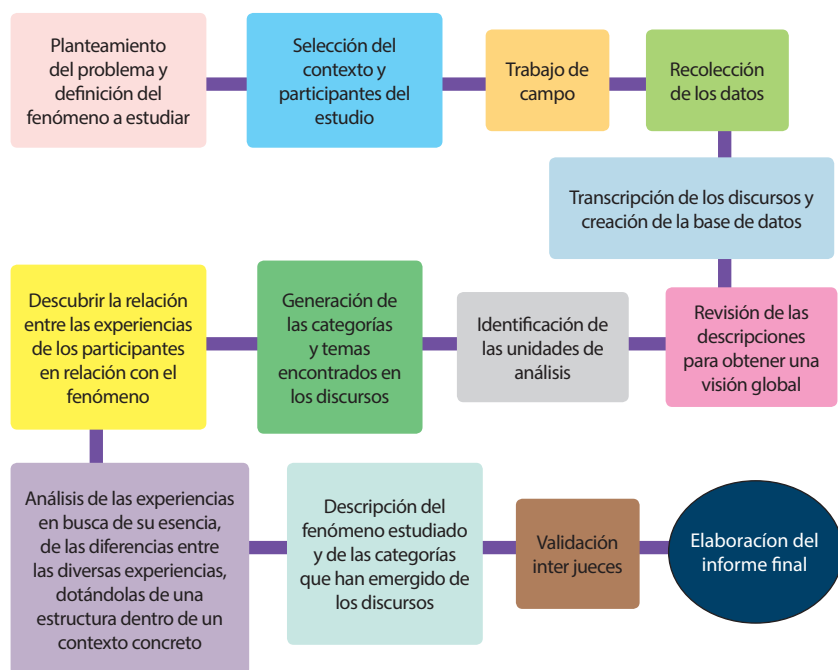 Planteamiento
del problema y
definición del
fenómeno a estudiar
Selección del
contexto y
participantes del
estudio
Trabajo de
campo
Recolección
de los datos
Transcripción de los discursos y
creación de la base de datos
Revisión de las
descripciones
para obtener una
visión global
Identificación de
las unidades de
análisis
Generación de
las categorías
y temas
encontrados en
los discursos
Descubrir la relación
entre las experiencias
de los participantes
en relación con el
fenómeno
Análisis de las experiencias
en busca de su esencia,
de las diferencias entre
las diversas experiencias,
dotándolas de una
estructura dentro de un
contexto concreto
Descripción del
fenómeno estudiado
y de las categorías
que han emergido de
los discursos
Validación
inter jueces
Elaboracíon del
informe final